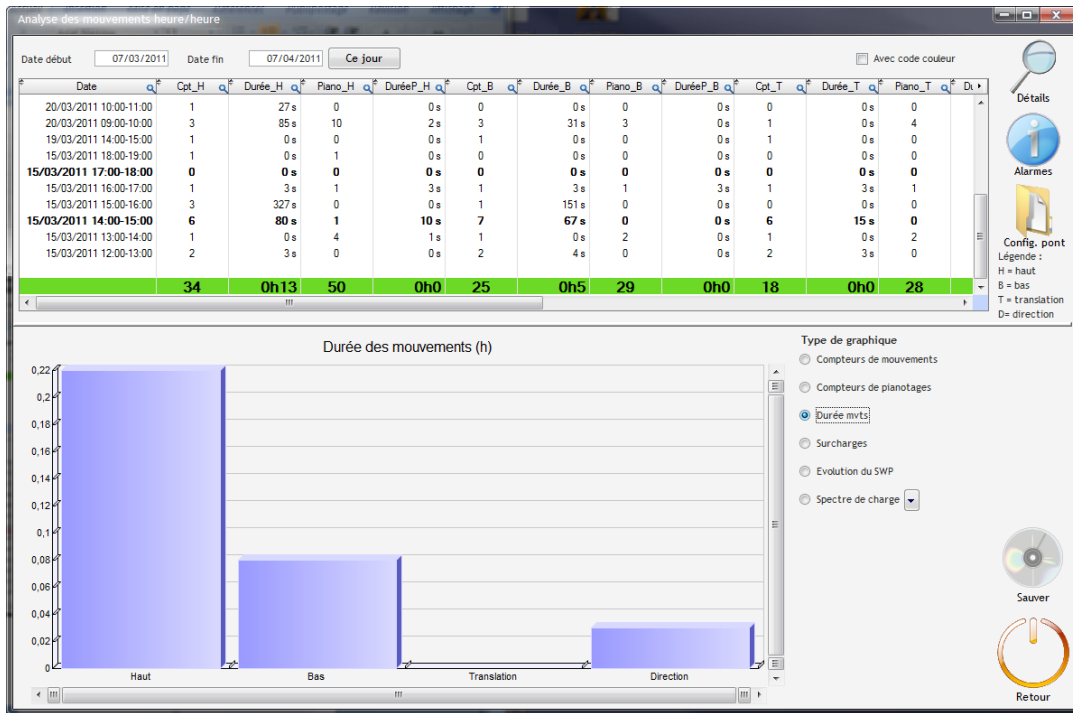 Analyse des mouvements heure/heure
Date début 07/03/2011 Date fin 07/04/2011 Ce jour Avec code couleur
Détails
Date Cpt_H Durée_H Piano_H DuréeP_H Cpt_B Durée_B Piano_B DuréeP_B Cpt_T Durée_T Piano_T
20/03/2011 10:00-11:00 1 27 s 0 0 s 0 0 s 0 0 s 0 0 s 0
20/03/2011 09:00-10:00 3 85 s 10 2 s 3 31 s 3 0 s 1 0 s 4
19/03/2011 14:00-15:00 1 0 s 0 0 s 1 0 s 0 0 s 0 0 s 0
15/03/2011 18:00-19:00 1 0 s 1 0 s 0 0 s 0 0 s 0 0 s 0
15/03/2011 17:00-18:00 0 0 s 0 0 s 0 0 s 0 0 s 0 0 s 0
15/03/2011 16:00-17:00 1 3 s 1 3 s 1 3 s 1 3 s 1 3 s 1
15/03/2011 15:00-16:00 3 327 s 0 0 s 1 151 s 0 0 s 0 0 s 0
15/03/2011 14:00-15:00 6 80 s 1 10 s 7 67 s 0 0 s 6 15 s 0
15/03/2011 13:00-14:00 1 0 s 4 1 s 1 0 s 2 0 s 1 0 s 2
15/03/2011 12:00-13:00 2 3 s 0 0 s 2 4 s 0 0 s 2 3 s 0
34 0h13 50 0h0 25 0h5 29 0h0 18 0h0 28
Alarmes
Config. pont
Légende :
H = haut
B = bas
T = translation
D= direction
Durée des mouvements (h)
0,22
0,2
0,18
0,16
0,14
0,12
0,1
0,08
0,06
0,04
0,02
0
Haut Bas Translation Direction
Type de graphique
Compteurs de mouvements
Compteurs de pianotages
Durée mvts
Surcharges
Evolution du SWP
Spectre de charge
Sauver
Retour